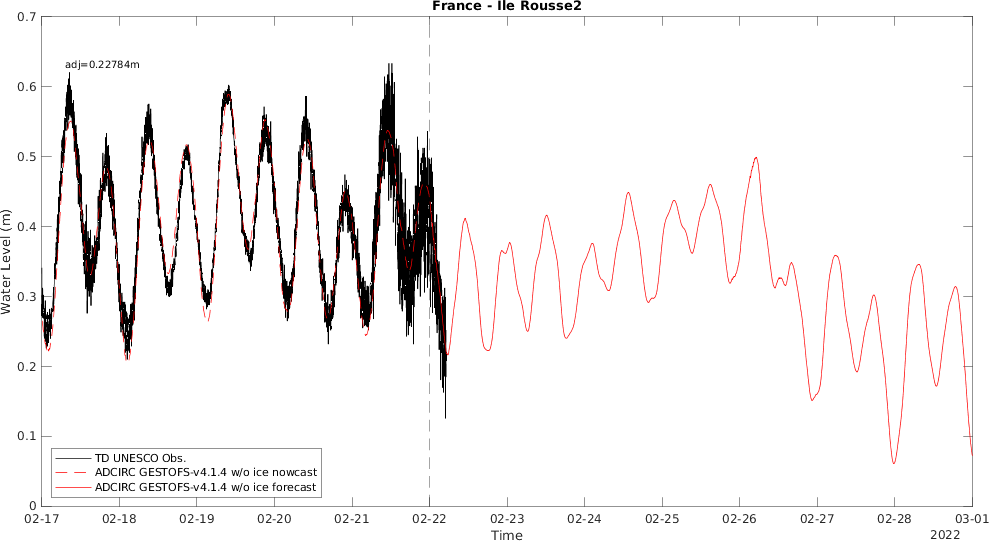 France - Ile Rousse2
0.7
0.6
0.5
0.4
0.3
0.2
0.1
0
Water Level (m)
adj=0.22784m
TD UNESCO Obs.
ADCIRC GESTOFS-v4.1.4 w/o ice nowcast
ADCIRC GESTOFS-v4.1.4 w/o ice forecast
02-17 02-18 02-19 02-20 02-21 02-22 02-23 02-24 02-25 02-26 02-27 02-28 03-01
Time
2022